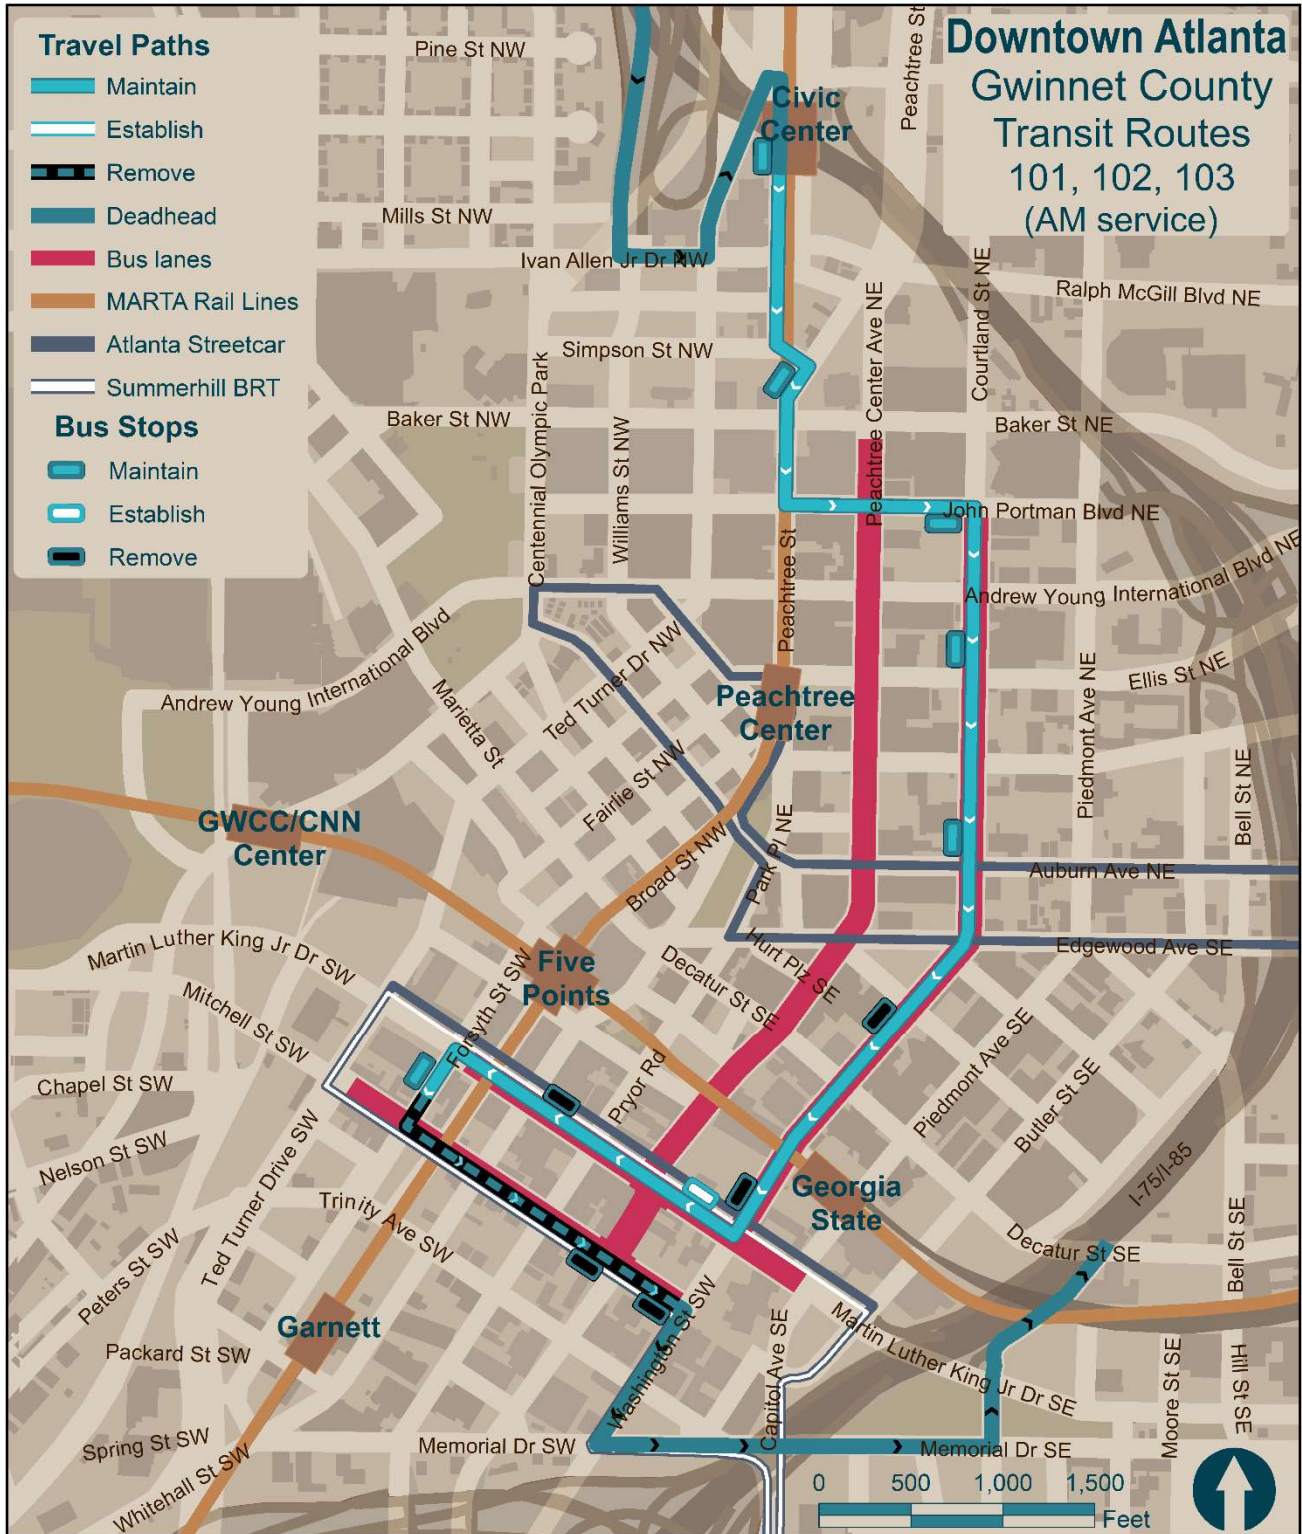 Travel Paths
Maintain
Establish
Remove
Deadhead
Bus lanes
MARTA Rail Lines
Atlanta Streetcar
Summerhill BRT
Bus Stops
Maintain
Establish
Remove
Downtown Atlanta
Gwinnet County
Transit Routes
101, 102, 103
(AM service)
Pine St NW
Peachtree St
Civic
Center
Mills St NW
Ivan Allen Jr Dr NW
Courtland St NE
Ralph McGill Blvd NE
Peachtree Center Ave NE
Simpson St NW
Centennial Olympic Park
Baker St NW
Williams St NW
Baker St NE
John Portman Blvd NE
Peachtree St
Andrew Young International Blvd NE
Andrew Young International Blvd
Marietta St
Ted Turner Dr NW
Ellis St NE
Piedmont Ave NE
Peachtree
Center
Fairlie St NW
Bell St NE
GWCC/CNN
Center
Broad St NW
Park Pl NE
Auburn Ave NE
Martin Luther King Jr Dr SW
Edgewood Ave SE
Hurt Plz SE
Decatur St SE
Five
Points
Forsyth St SW
Mitchell St SW
Pryor Rd
Piedmont Ave SE
Butler St SE
Chapel St SW
Nelson St SW
Ted Turner Drive SW
Trinity Ave SW
I-75/I-85
Georgia
State
Peters St SW
Decatur St SE
Bell St SE
Garnett
Washington St SW
Capitol Ave SE
Martin Luther King Jr Dr SE
Packard St SW
Moore St SE
Hill St SE
Spring St SW
Memorial Dr SW
Memorial Dr SE
Whitehall St SW
0 500 1,000 1,500
Feet